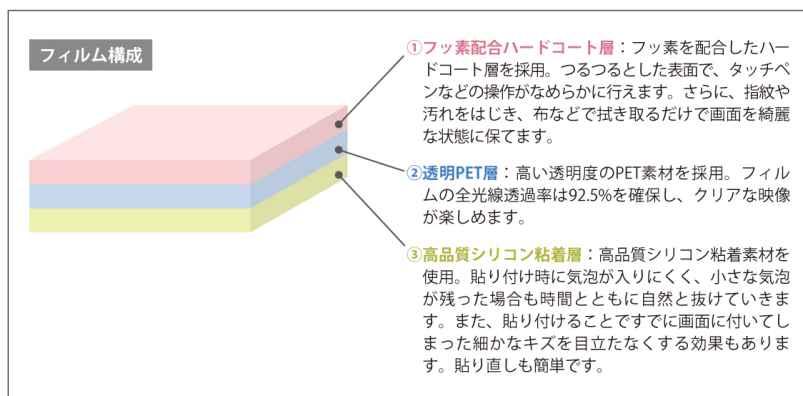 フィルム構成
①フッ素配合ハードコート層：フッ素を配合したハー
ドコート層を採用。つるつるとした表面で、タッチペ
ンなどの操作がなめらかに行えます。さらに、指紋や
汚れをはじき、布などで拭き取るだけで画面を綺麗
な状態に保てます。
②透明PET層：高い透明度のPET素材を採用。フィル
ムの全光線透過率は92.5%を確保し、クリアな映像
が楽しめます。
③高品質シリコン粘着層：高品質シリコン粘着素材を
使用。貼り付け時に気泡が入りにくく、小さな気泡
が残った場合も時間とともに自然と抜けていきま
す。また、貼り付けることですでに画面に付いてし
まった細かなキズを目立たなくする効果もありま
す。貼り直しも簡単です。